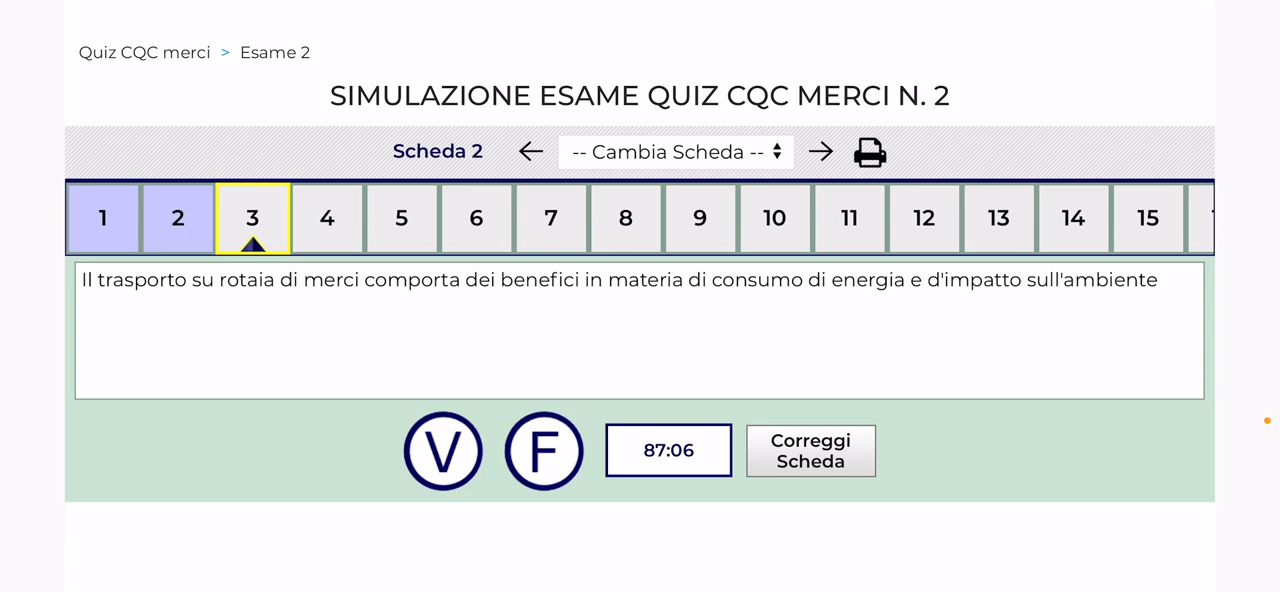 Quiz CQC merci > Esame 2
SIMULAZIONE ESAME QUIZ CQC MERCI N. 2
Scheda 2 ← -- Cambia Scheda -- →
1 2 3 4 5 6 7 8 9 10 11 12 13 14 15
Il trasporto su rotaia di merci comporta dei benefici in materia di consumo di energia e d'impatto sull'ambiente
V F 87:06 Correggi
Scheda